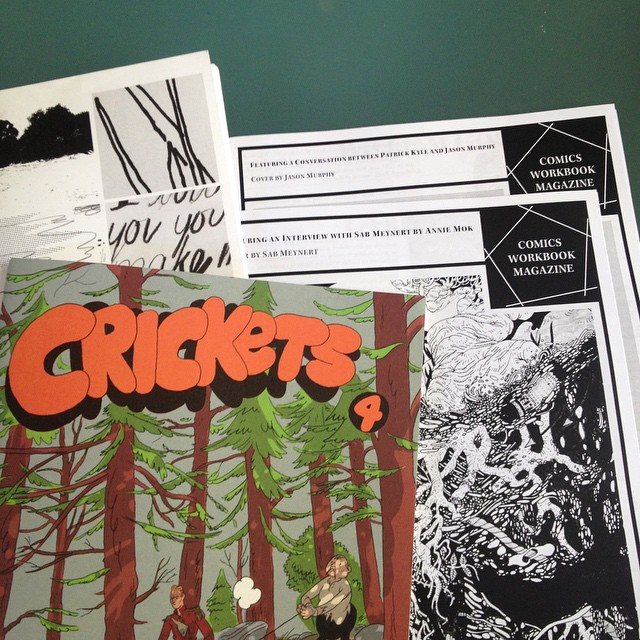 you you
make
FEATURING A CONVERSATION BETWEEN PATRICK KYLE AND JASON MURPHY
COVER BY JASON MURPHY
COMICS
WORKBOOK
MAGAZINE
AN INTERVIEW WITH SAB MEYNERT BY ANNIE MOK
BY SAB MEYNERT
COMICS
WORKBOOK
MAGAZINE
CRICKETS
4